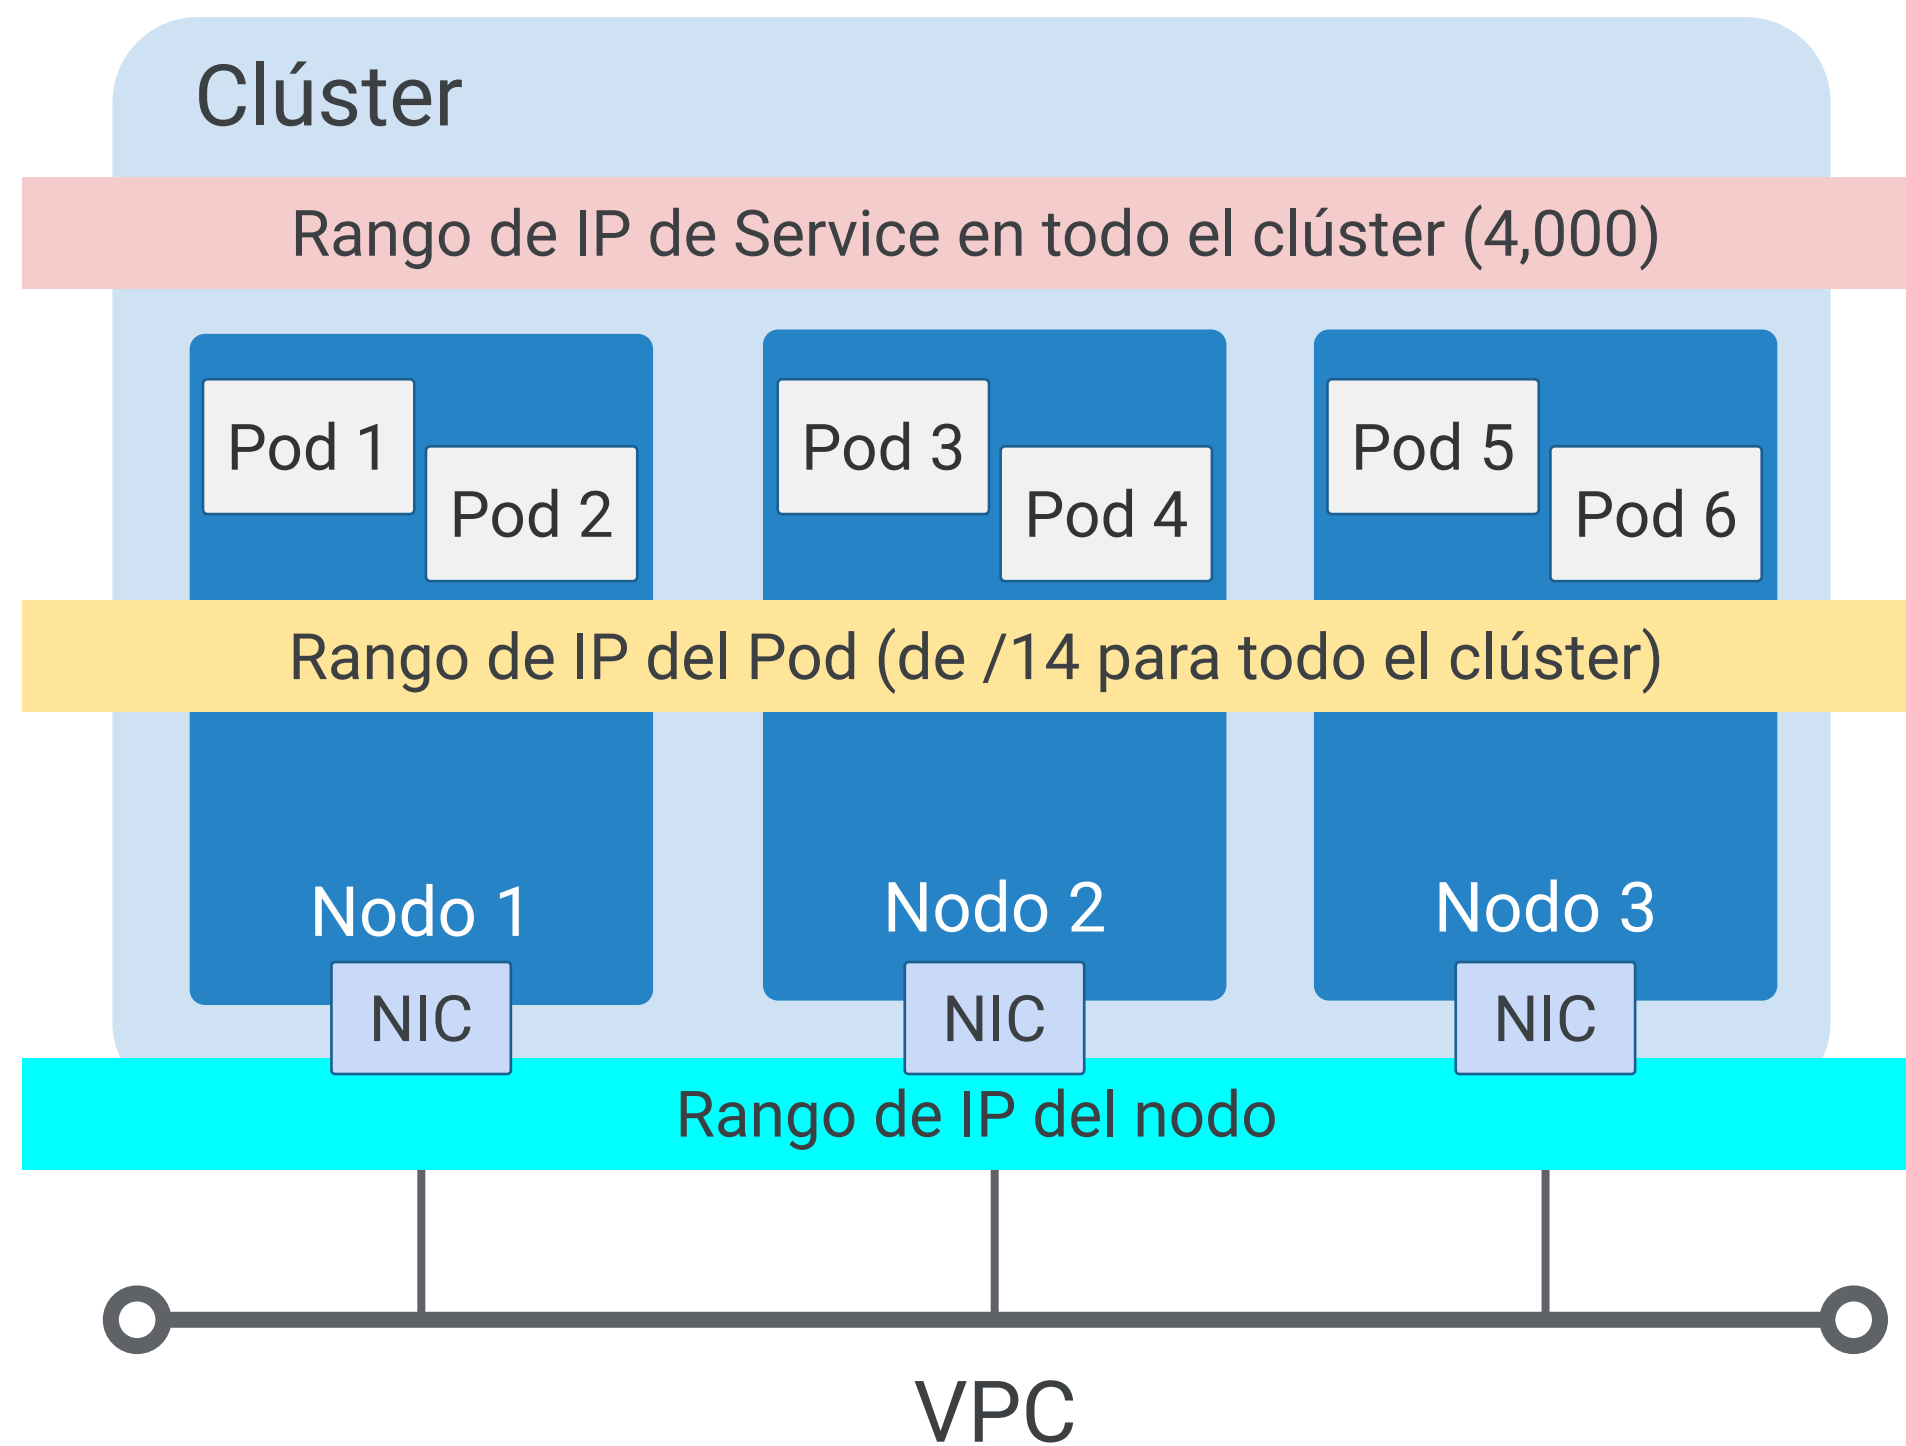 Clúster
Rango de IP de Service en todo el clúster (4,000)
Pod 1
Pod 2
Pod 3
Pod 4
Pod 5
Pod 6
Rango de IP del Pod (de /14 para todo el clúster)
Nodo 1
Nodo 2
Nodo 3
NIC
NIC
NIC
Rango de IP del nodo
VPC